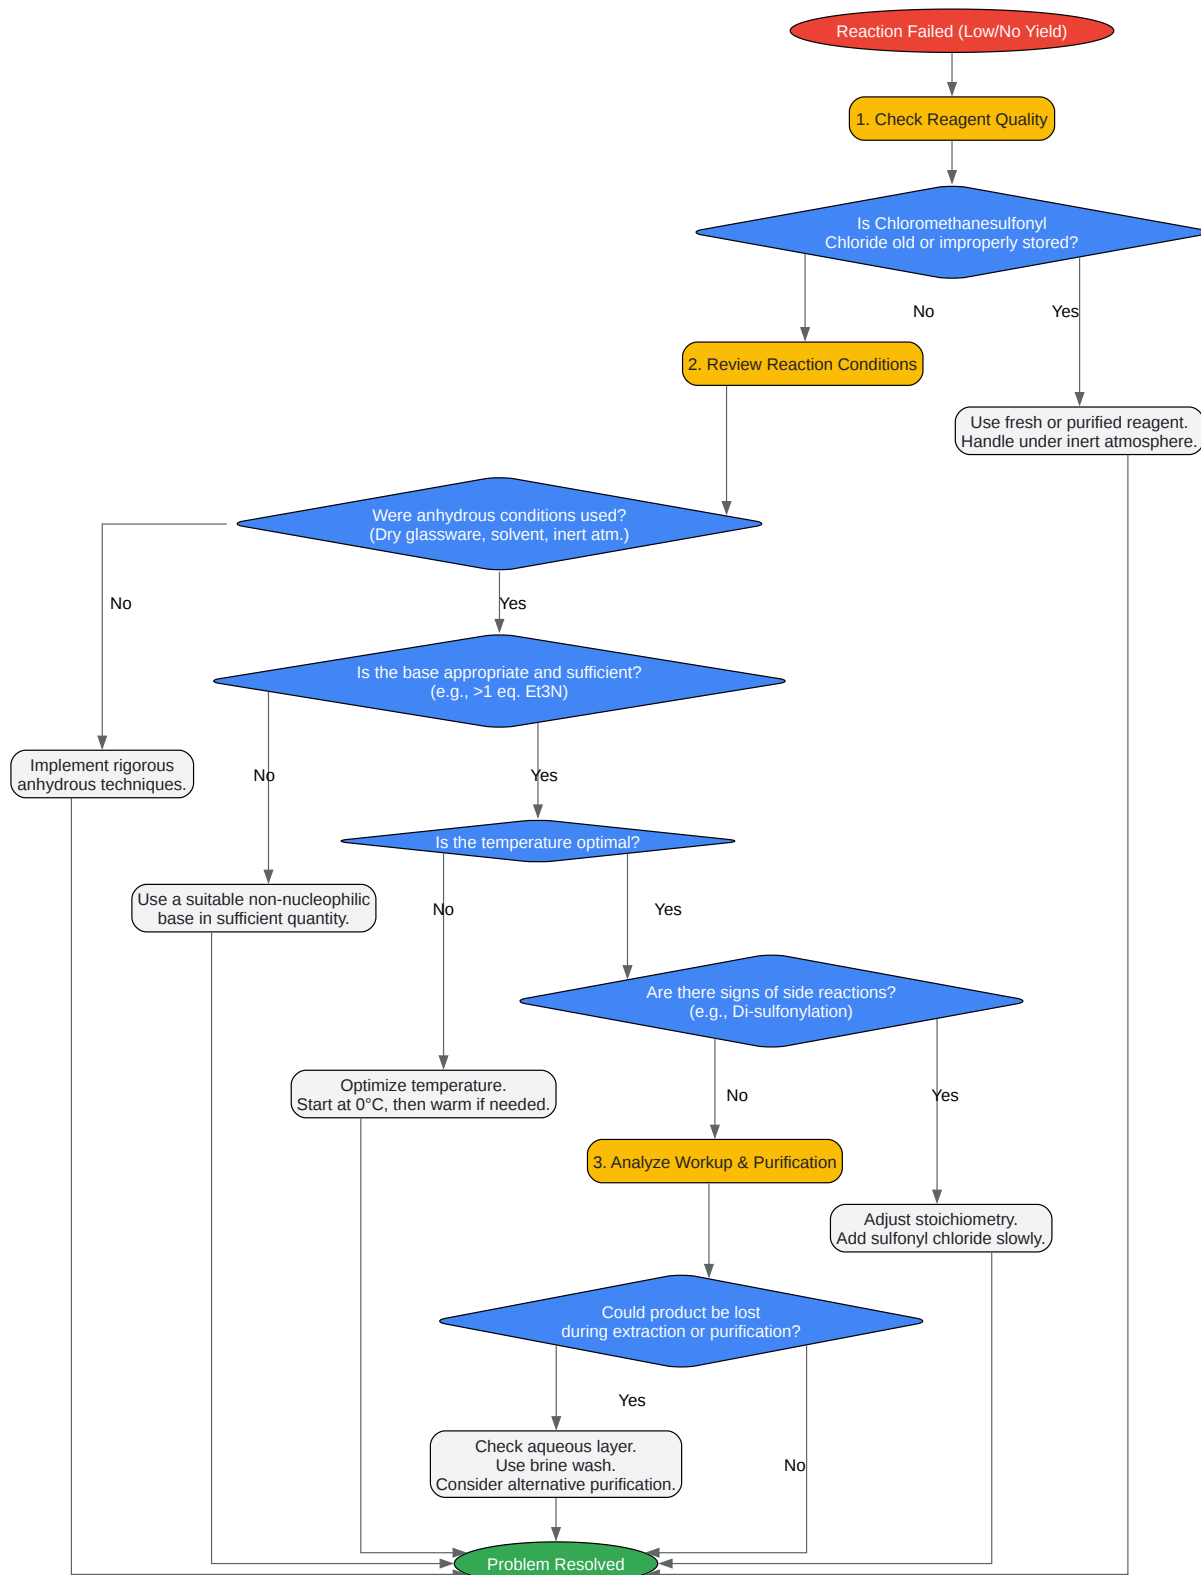 Reaction Failed (Low/No Yield)
1. Check Reagent Quality
Is Chloromethanesulfonyl
Chloride old or improperly stored?
No
Yes
2. Review Reaction Conditions
Use fresh or purified reagent.
Handle under inert atmosphere.
Were anhydrous conditions used?
(Dry glassware, solvent, inert atm.)
No
Yes
Is the base appropriate and sufficient?
(e.g., >1 eq. Et3N)
Implement rigorous
anhydrous techniques.
No
Yes
Is the temperature optimal?
Use a suitable non-nucleophilic
base in sufficient quantity.
No
Yes
Are there signs of side reactions?
(e.g., Di-sulfonylation)
Optimize temperature.
Start at 0°C, then warm if needed.
No
Yes
3. Analyze Workup & Purification
Adjust stoichiometry.
Add sulfonyl chloride slowly.
Could product be lost
during extraction or purification?
Yes
Check aqueous layer.
Use brine wash.
Consider alternative purification.
No
Problem Resolved